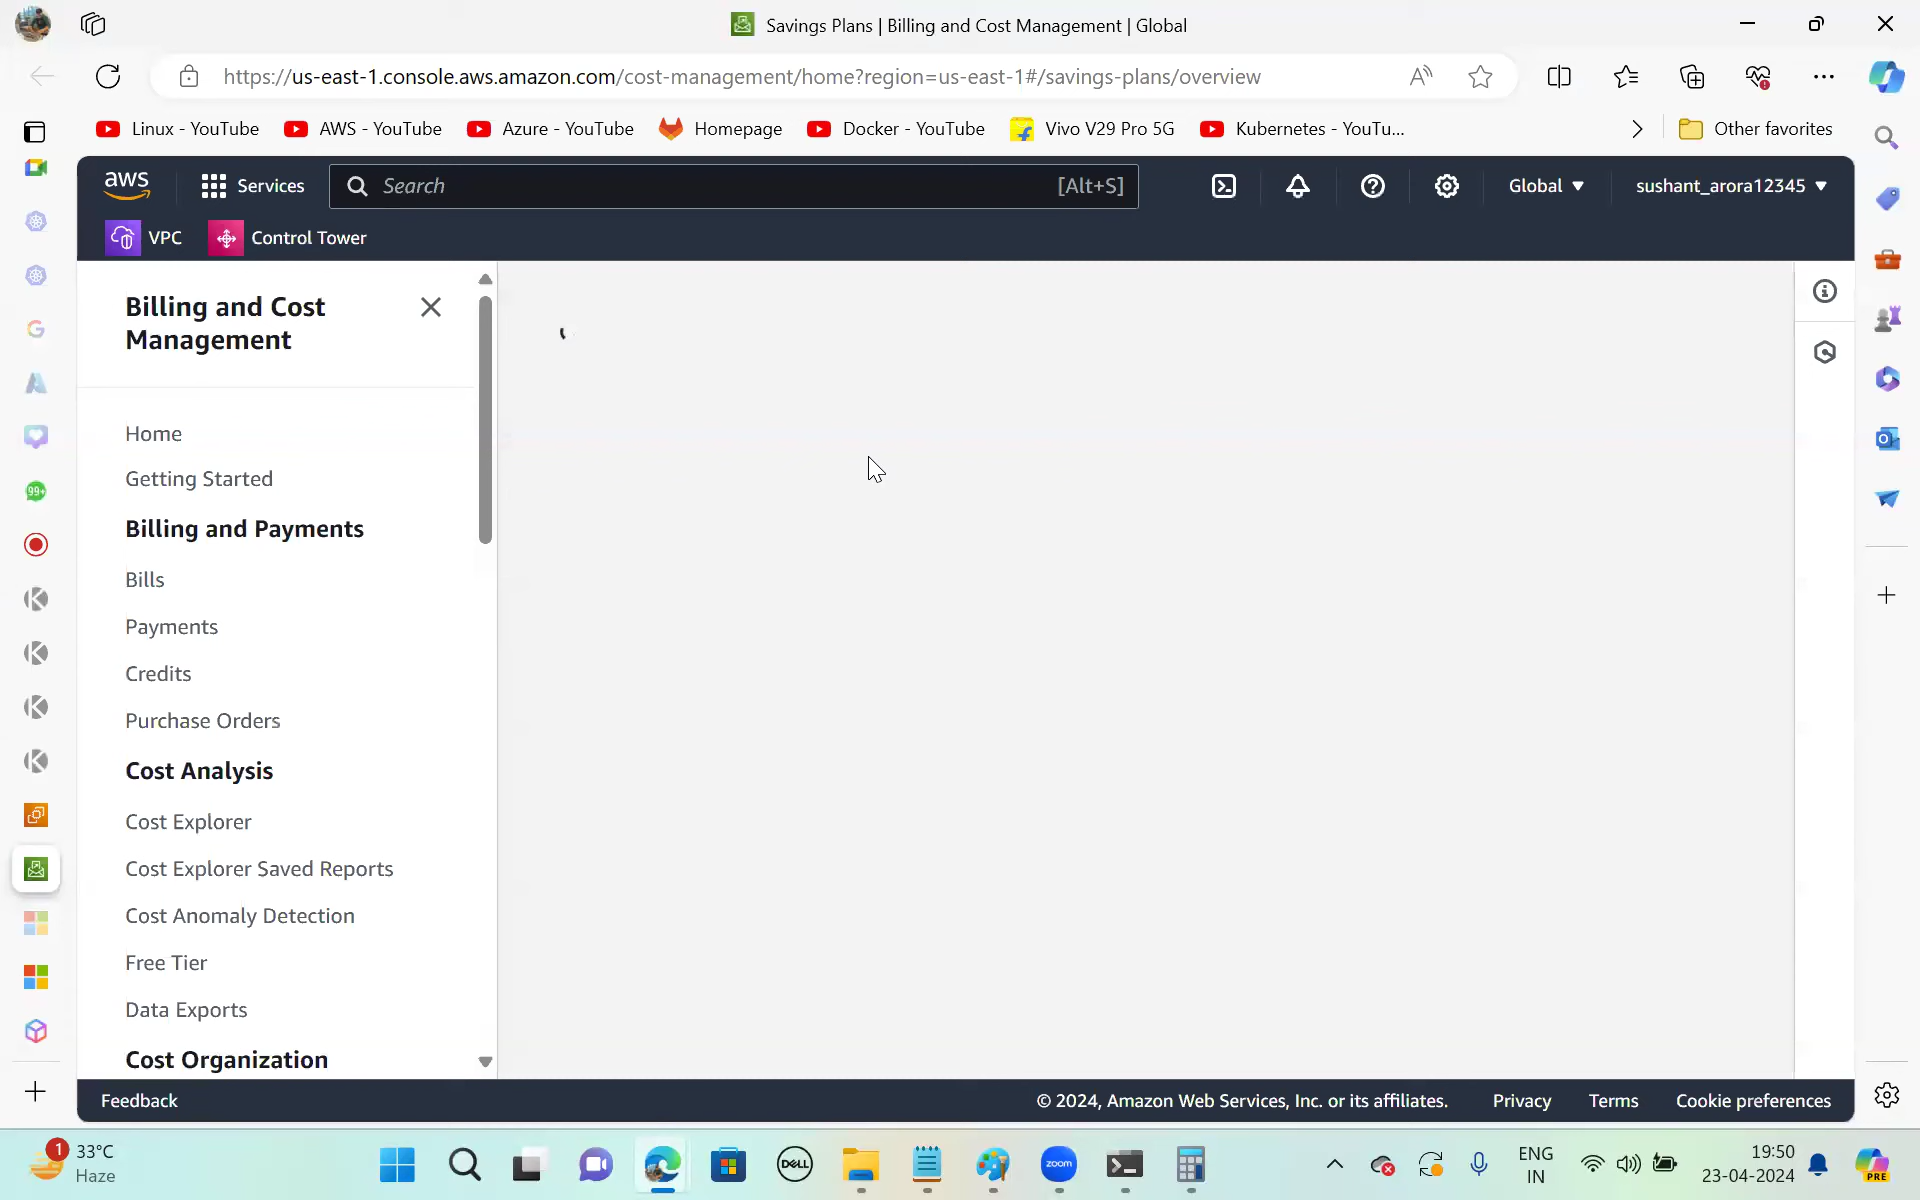 Savings Plans | Billing and Cost Management | Global
https://us-east-1.console.aws.amazon.com/cost-management/home?region=us-east-1#/savings-plans/overview
Linux - YouTube
AWS - YouTube
Azure - YouTube
Homepage
Docker - YouTube
Vivo V29 Pro 5G
Kubernetes - YouTu...
Other favorites
aws
Services
Search
[Alt+S]
Global
sushant_arora12345
VPC
Control Tower
Billing and Cost
Management
Home
Getting Started
Billing and Payments
Bills
Payments
Credits
Purchase Orders
Cost Analysis
Cost Explorer
Cost Explorer Saved Reports
Cost Anomaly Detection
Free Tier
Data Exports
Cost Organization
99+
Feedback
© 2024, Amazon Web Services, Inc. or its affiliates.
Privacy
Terms
Cookie preferences
1
33°C
Haze
DELL
zoom
ENG
IN
19:50
23-04-2024
PRE